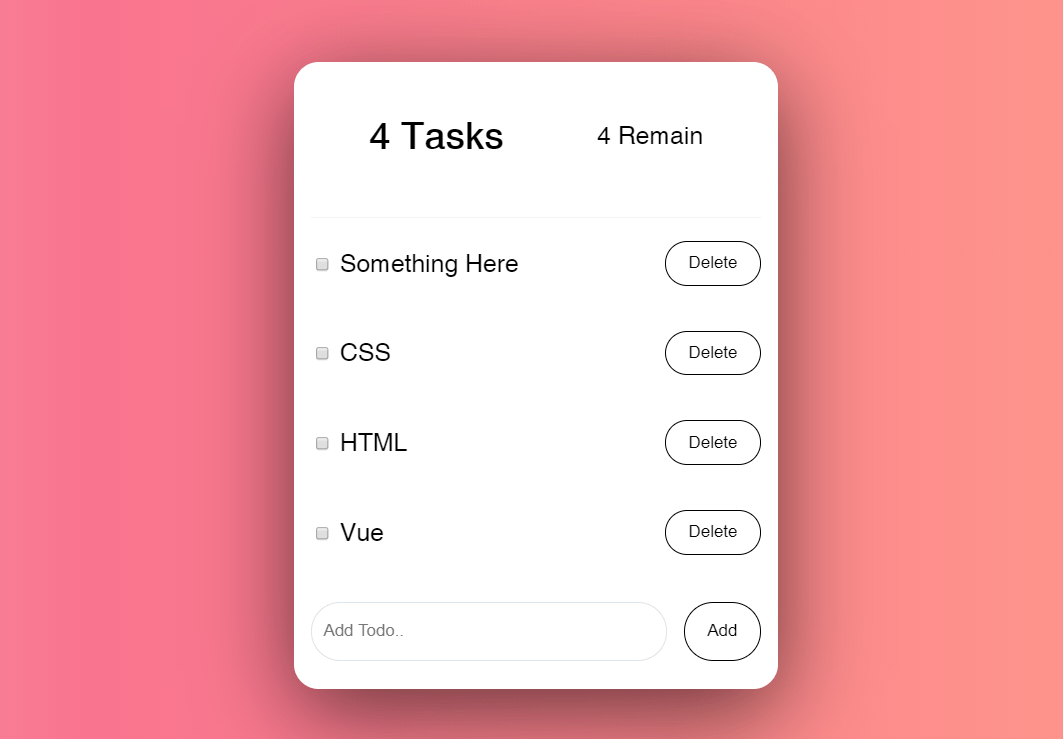 4 Tasks 4 Remain
Something Here Delete
CSS Delete
HTML Delete
Vue Delete
Add Todo.. Add